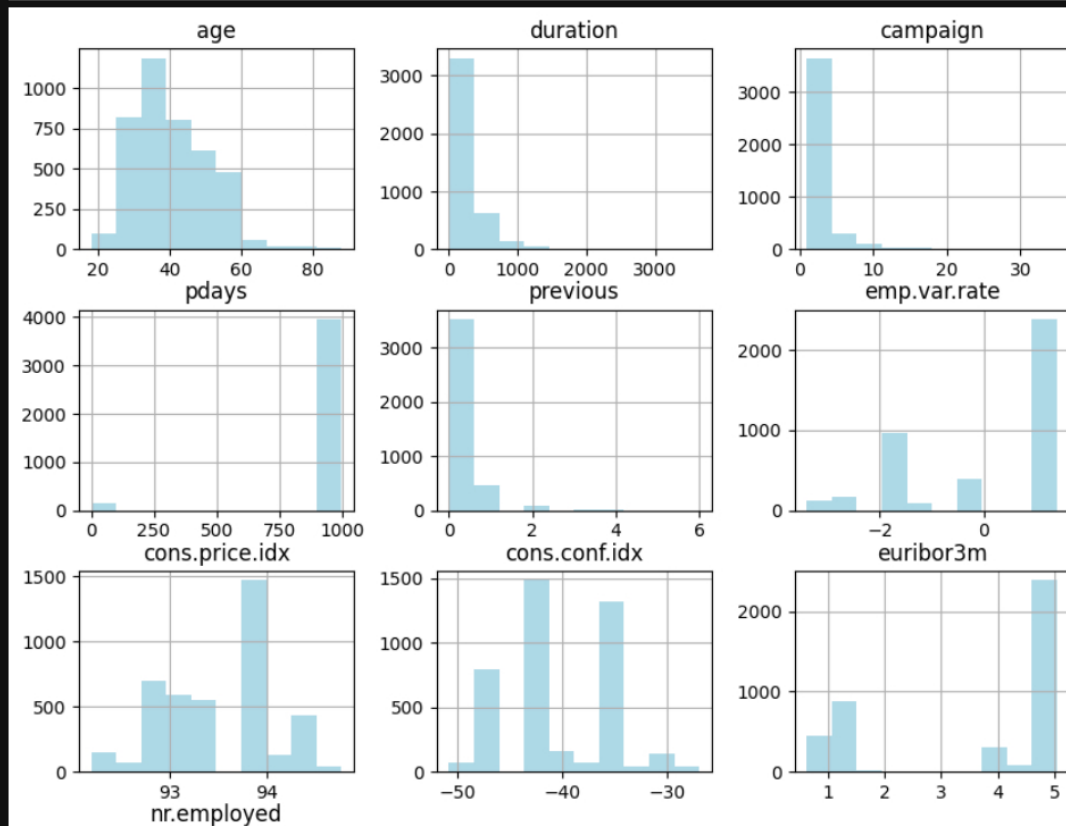 age duration campaign
1000 3000 3000
750 2000 2000
500 1000 1000
250
0 0 0
20 40 60 80 0 1000 2000 3000 0 10 20 30
pdays previous emp.var.rate
4000 3000 2000
3000 2000 1000
2000 1000
1000
0 0 0
0 250 500 750 1000 0 2 4 6 −2 0
cons.price.idx cons.conf.idx euribor3m
1500 1500 2000
1000 1000 1000
500 500
0 0 0
93 94 −50 −40 −30 1 2 3 4 5
nr.employed